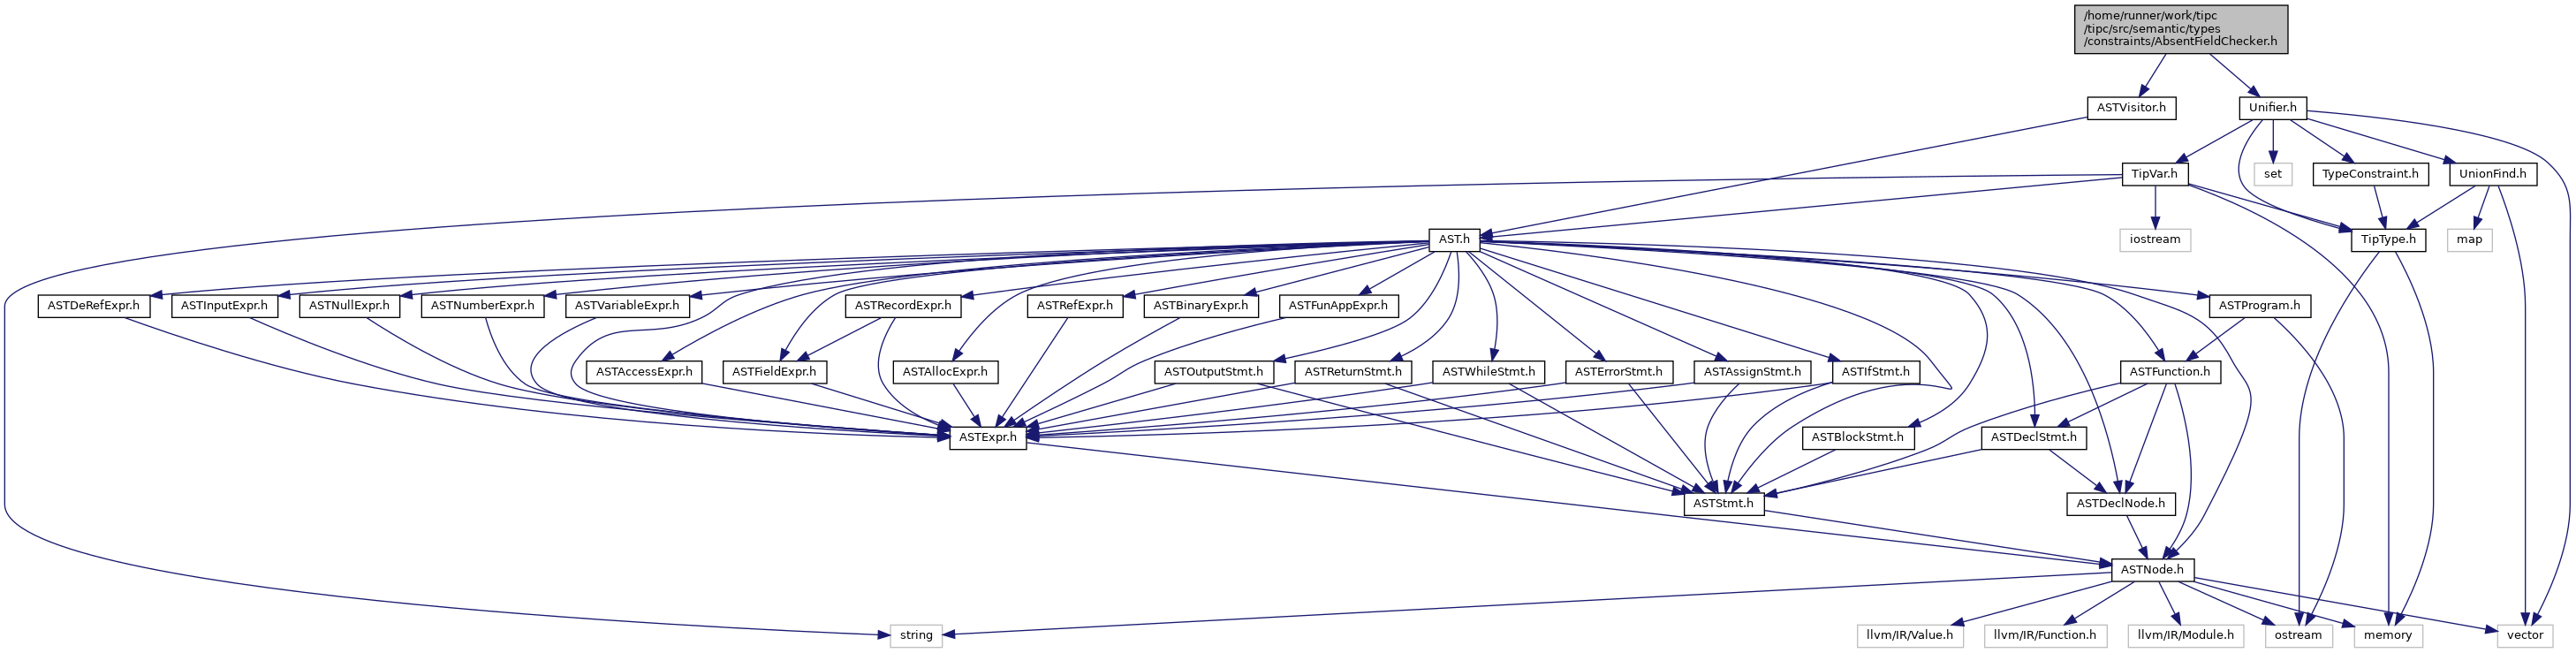 /home/runner/work/tipc
/tipc/src/semantic/types
/constraints/AbsentFieldChecker.h
ASTVisitor.h
Unifier.h
TipVar.h
set
TypeConstraint.h
UnionFind.h
AST.h
iostream
TipType.h
map
ASTDeRefExpr.h
ASTInputExpr.h
ASTNullExpr.h
ASTNumberExpr.h
ASTVariableExpr.h
ASTRecordExpr.h
ASTRefExpr.h
ASTBinaryExpr.h
ASTFunAppExpr.h
ASTProgram.h
ASTAccessExpr.h
ASTFieldExpr.h
ASTAllocExpr.h
ASTOutputStmt.h
ASTReturnStmt.h
ASTWhileStmt.h
ASTErrorStmt.h
ASTAssignStmt.h
ASTIfStmt.h
ASTFunction.h
ASTExpr.h
ASTBlockStmt.h
ASTDeclStmt.h
ASTStmt.h
ASTDeclNode.h
ASTNode.h
string
llvm/IR/Value.h
llvm/IR/Function.h
llvm/IR/Module.h
ostream
memory
vector